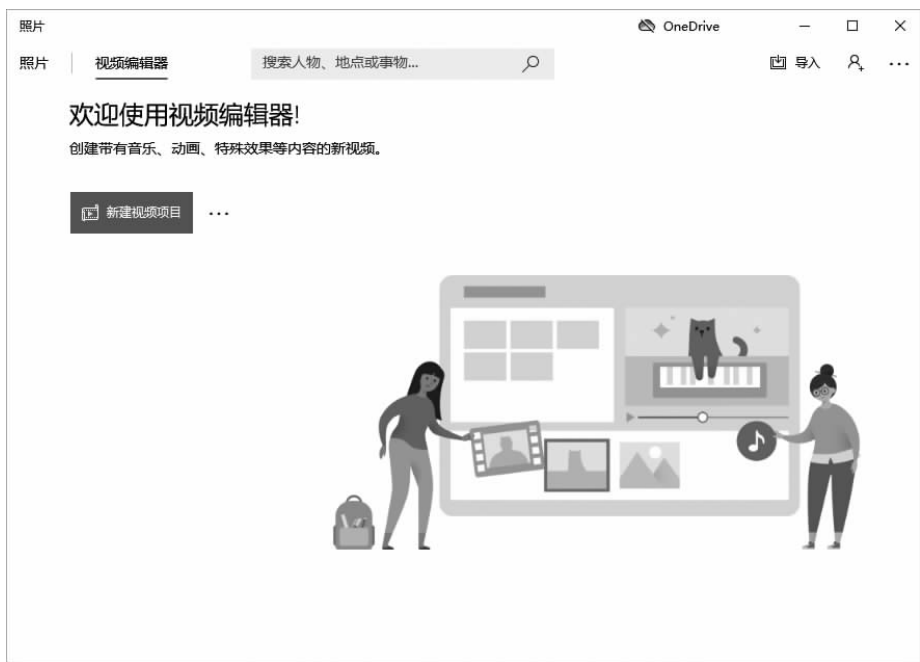 照片
OneDrive
照片 视频编辑器 搜索人物、地点或事物... 导入
欢迎使用视频编辑器!
创建带有音乐、动画、特殊效果等内容的新视频。
新建视频项目